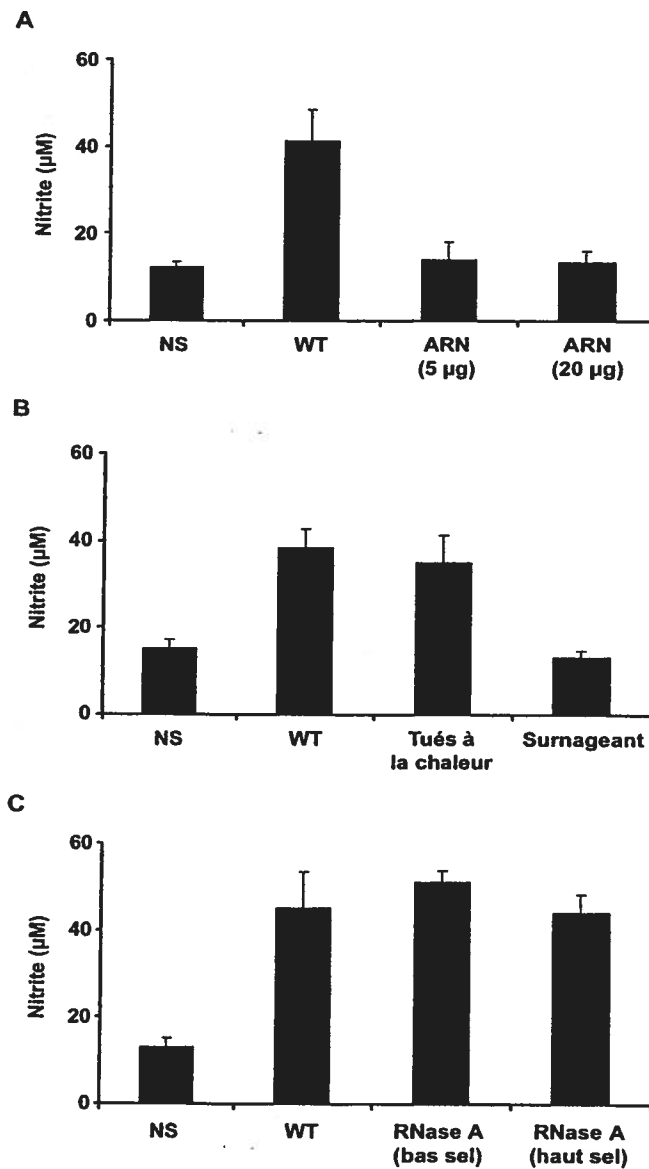 A
60
40
20
0
Nitrite (µM)
NS
WT
ARN
(5 µg)
ARN
(20 µg)
B
60
40
20
0
Nitrite (µM)
NS
WT
Tués à
la chaleur
Surnageant
C
60
40
20
0
Nitrite (µM)
NS
WT
RNase A
(bas sel)
RNase A
(haut sel)